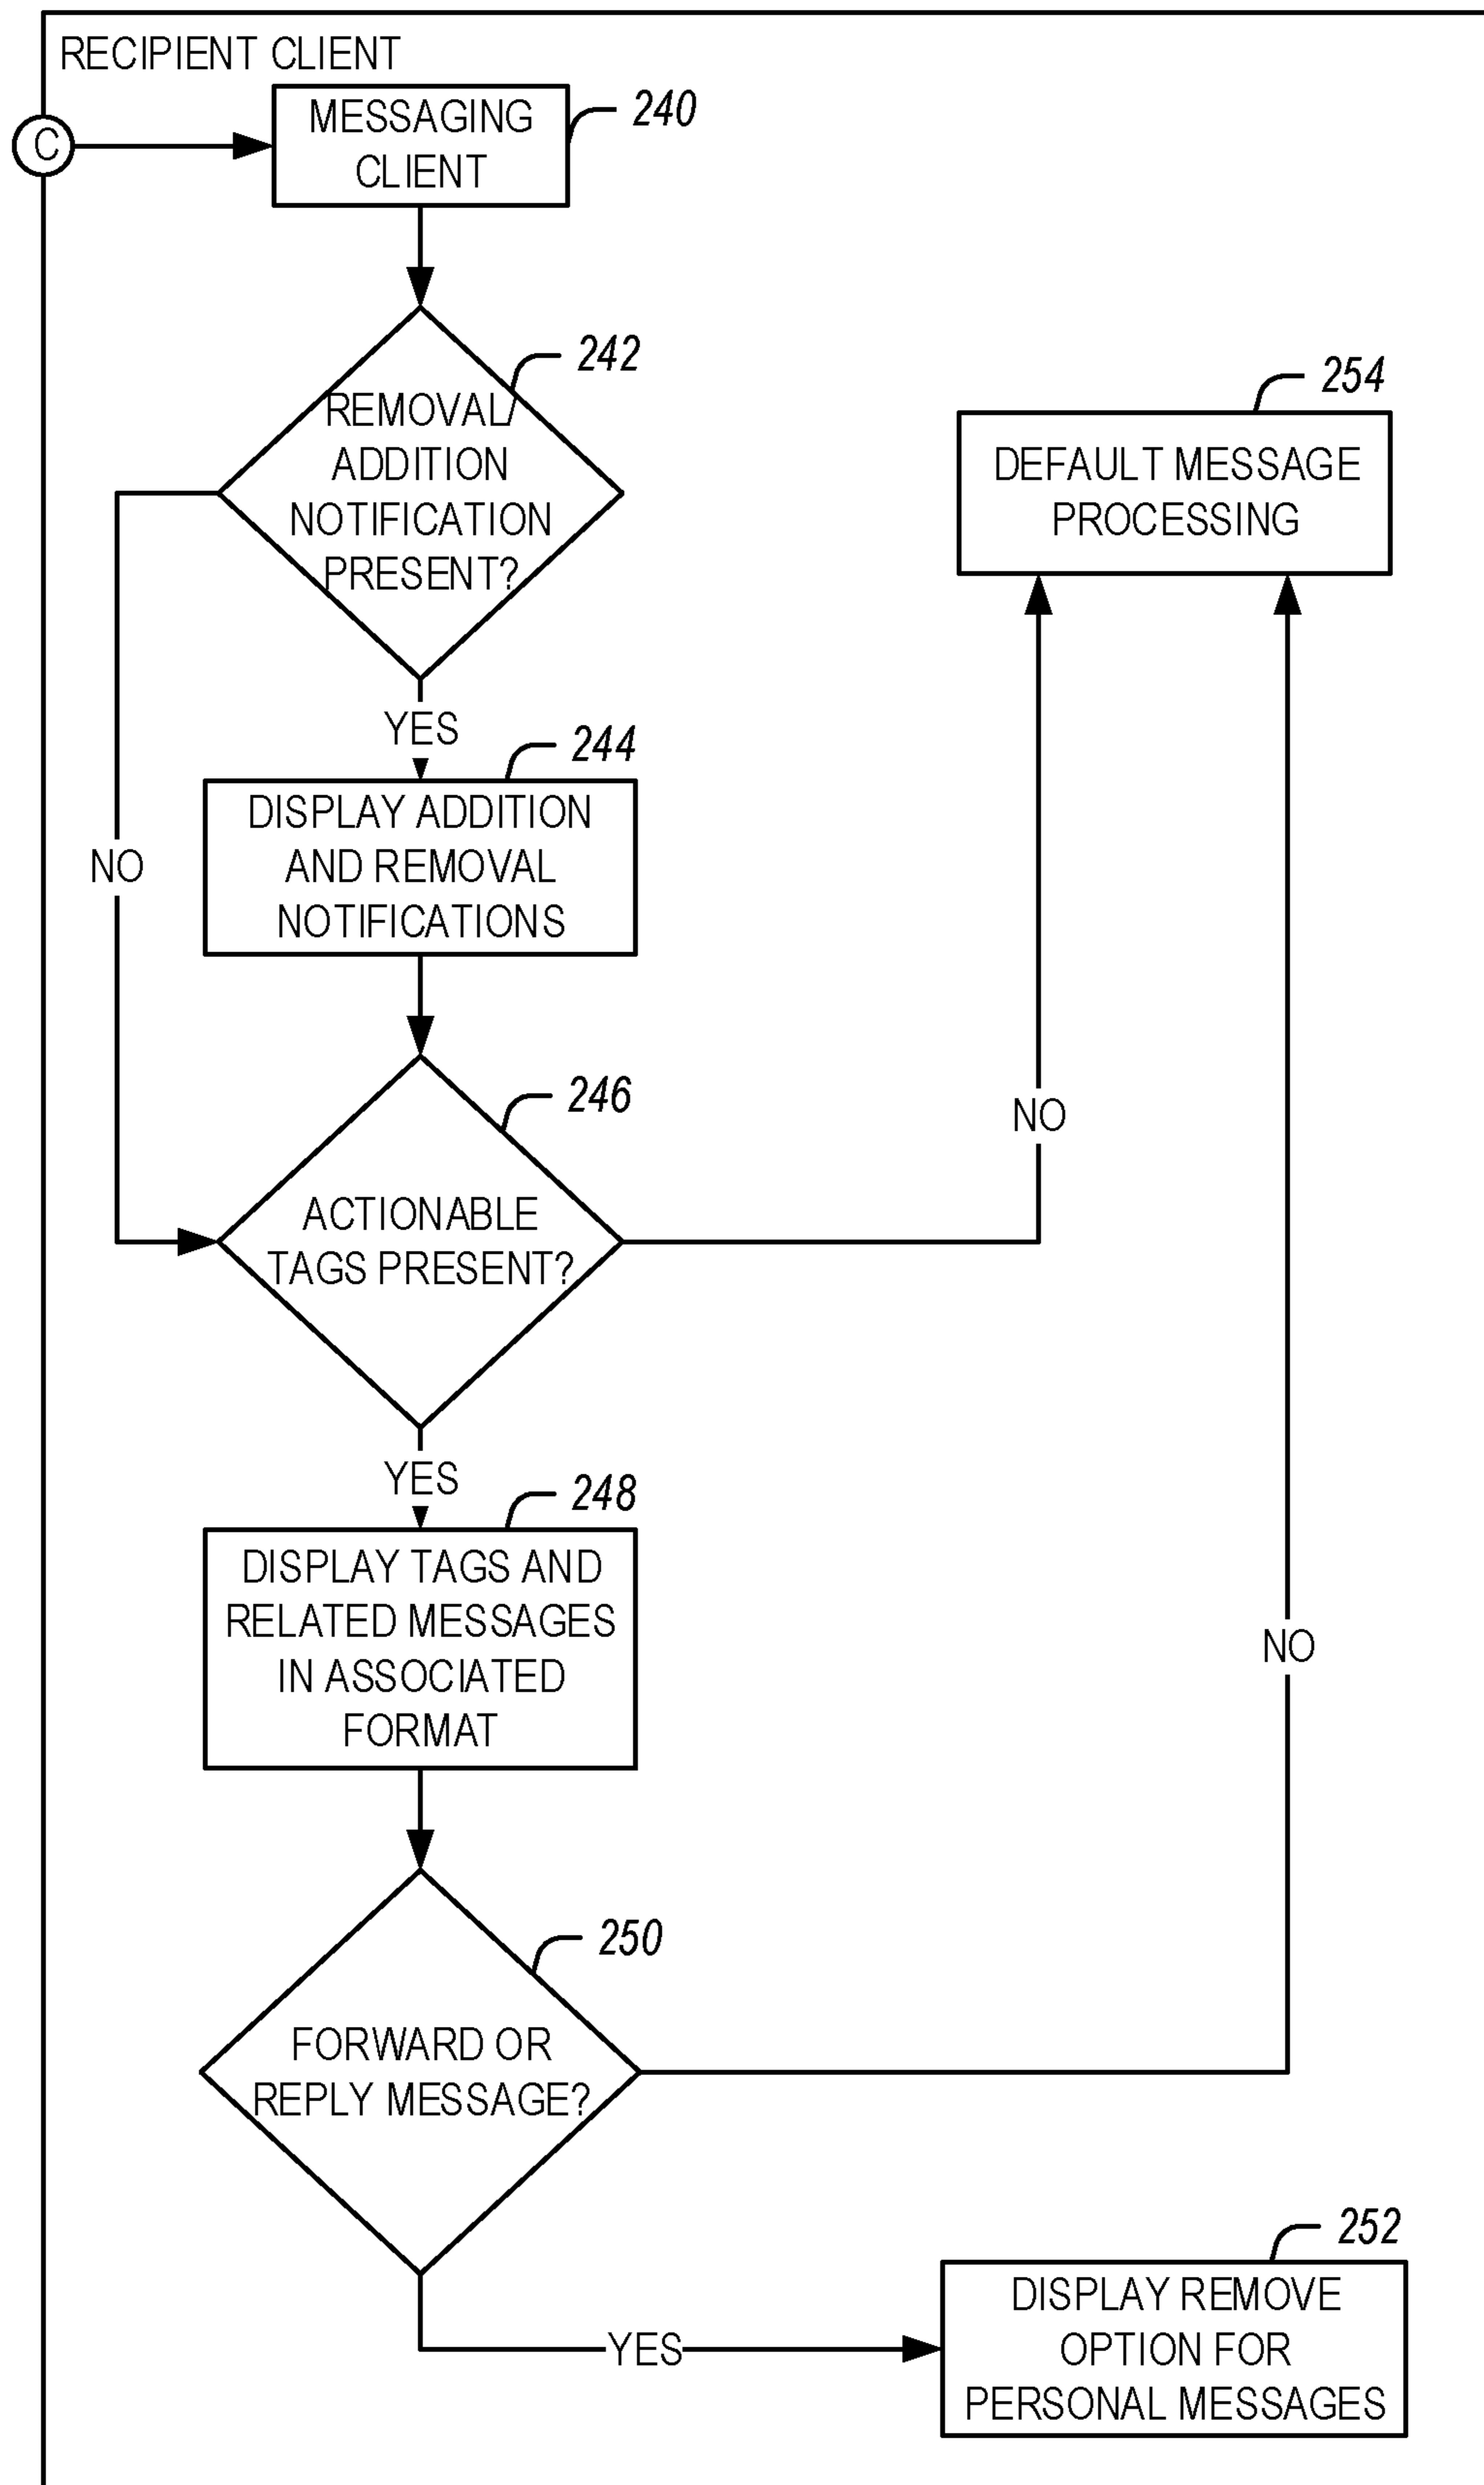 RECIPIENT CLIENT
C
MESSAGING
CLIENT
240
REMOVAL/
ADDITION
NOTIFICATION
PRESENT?
242
254
DEFAULT MESSAGE
PROCESSING
YES
244
DISPLAY ADDITION
AND REMOVAL
NOTIFICATIONS
NO
246
ACTIONABLE
TAGS PRESENT?
NO
YES
248
DISPLAY TAGS AND
RELATED MESSAGES
IN ASSOCIATED
FORMAT
NO
250
FORWARD OR
REPLY MESSAGE?
YES
252
DISPLAY REMOVE
OPTION FOR
PERSONAL MESSAGES